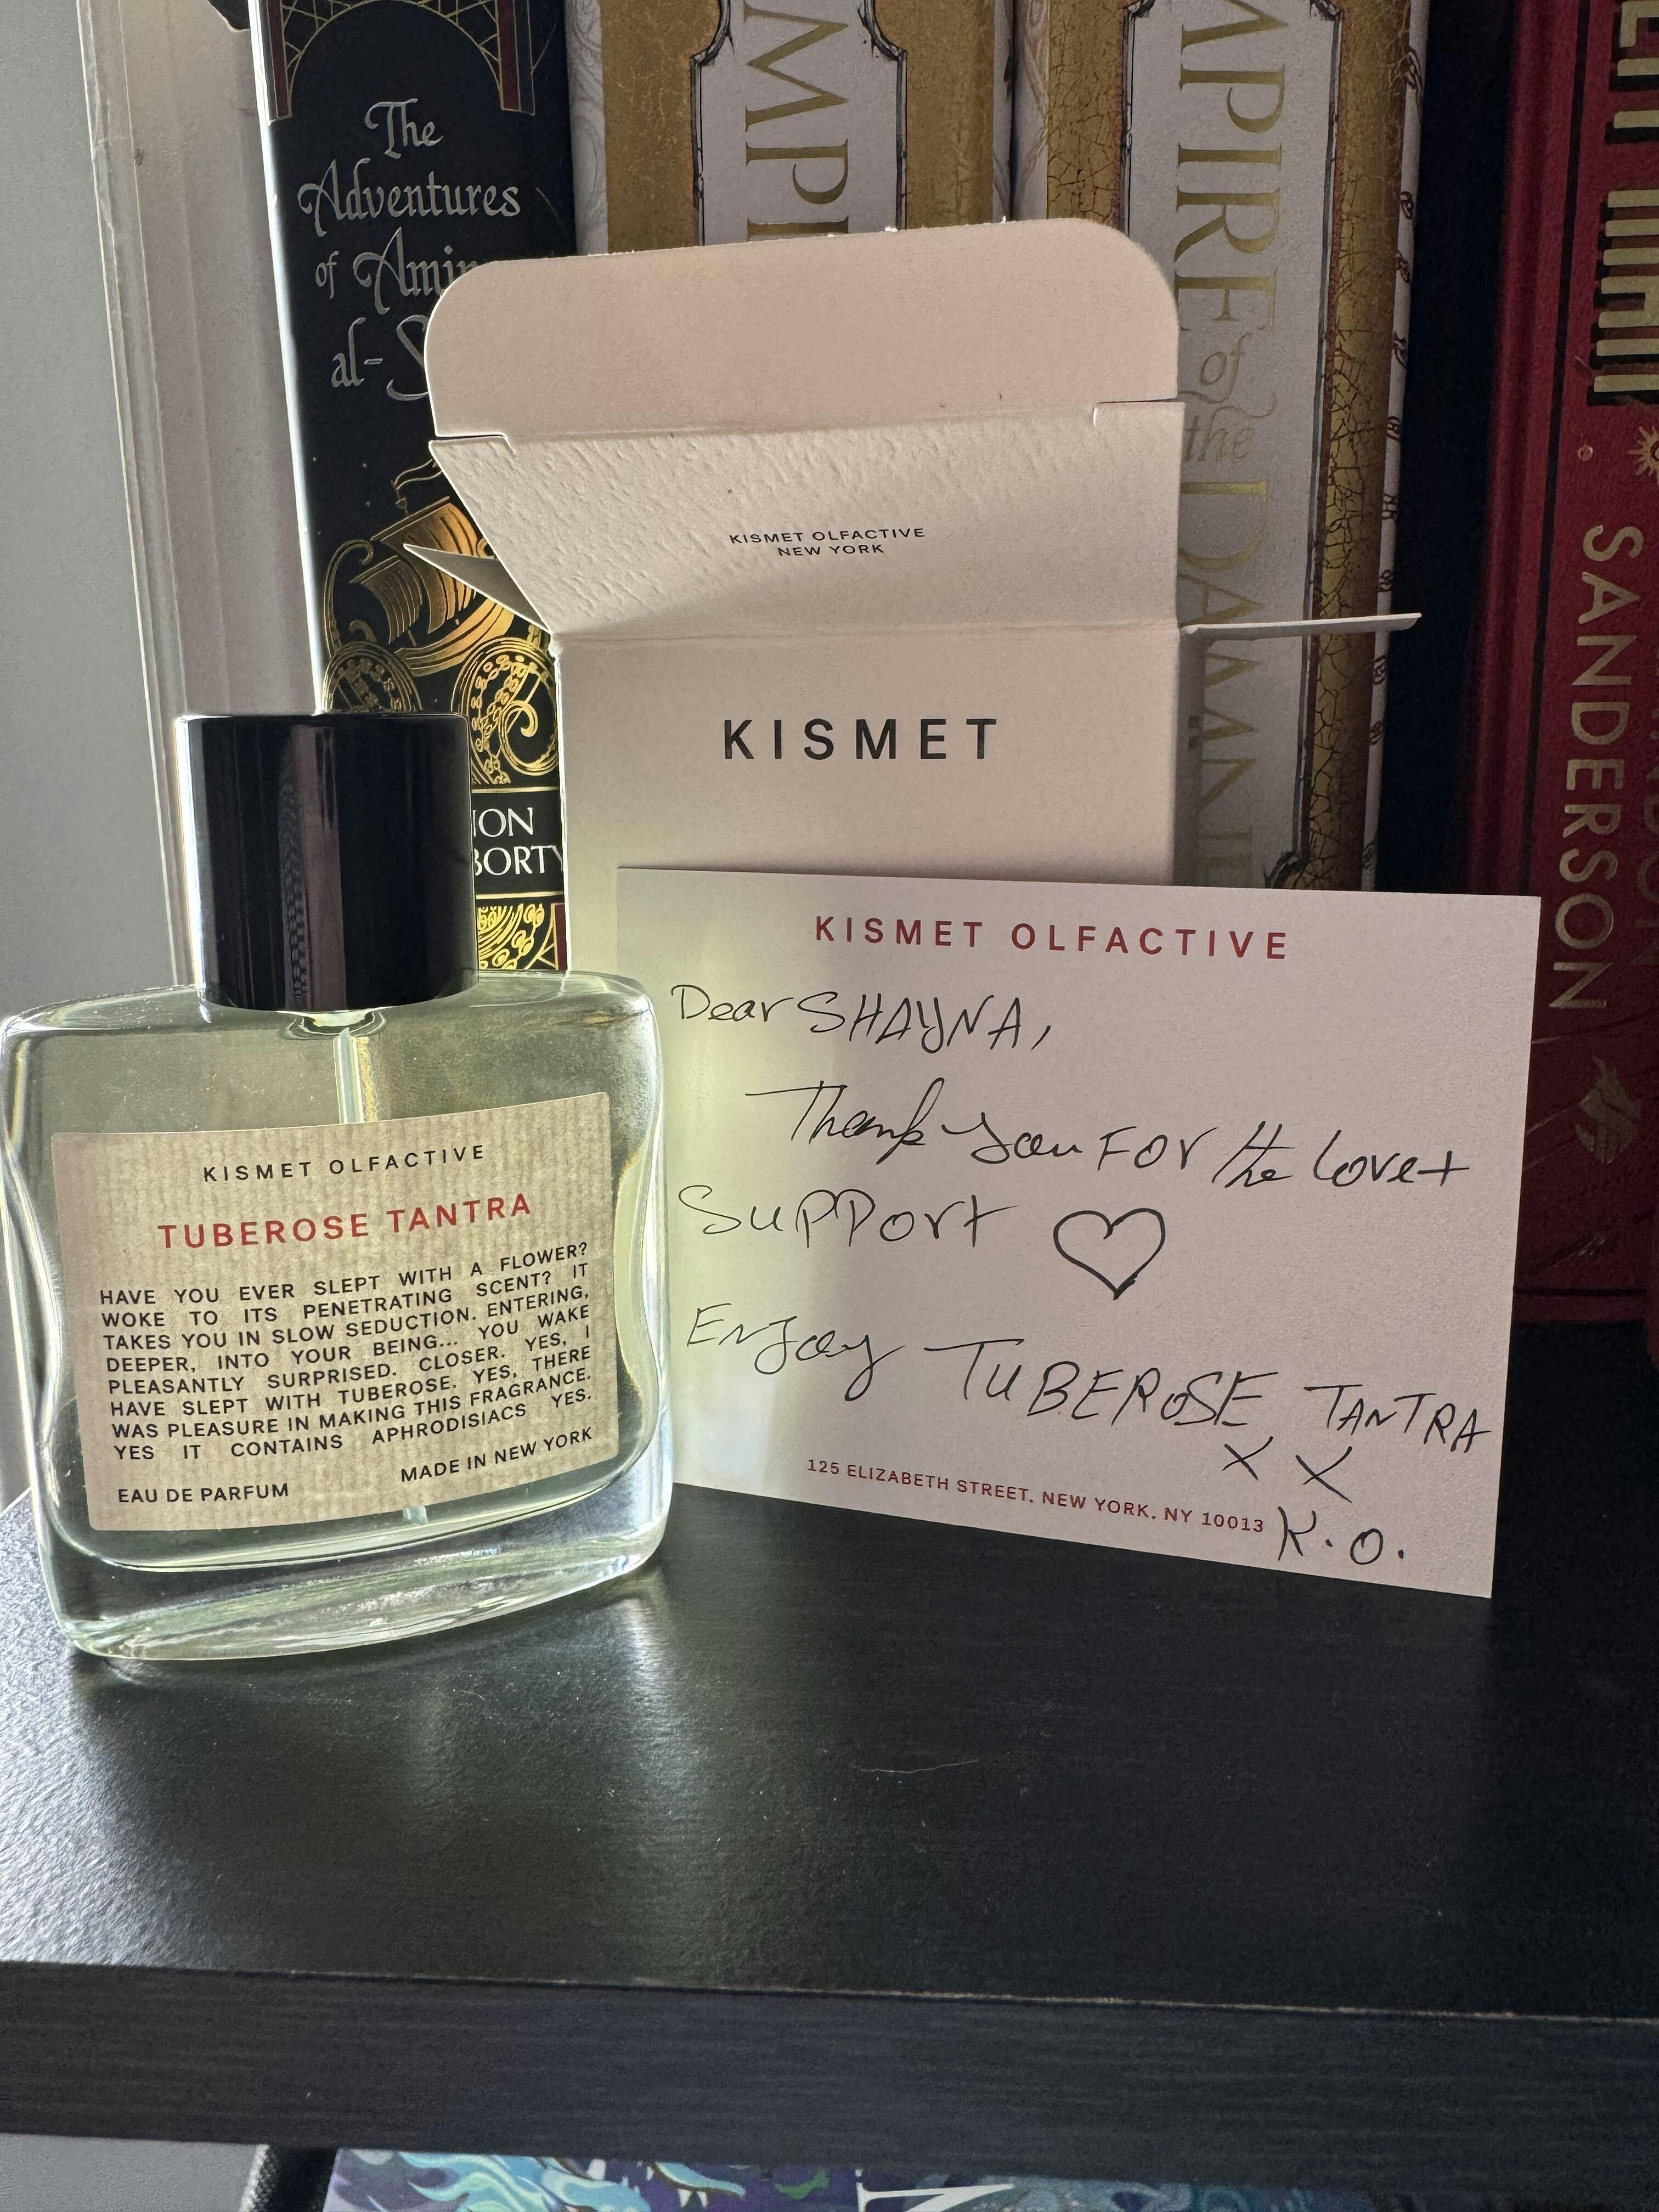 The
Adventures
of
al-
KISMET OLFACTIVE
NEW YORK
KISMET
EMPIRE
of
the
SANDERSON
KISMET OLFACTIVE
TUBEROSE TANTRA
HAVE YOU EVER SLEPT WITH A FLOWER?
WOKE TO ITS PENETRATING SCENT? IT
TAKES YOU IN SLOW SEDUCTION. ENTERING,
DEEPER, INTO YOUR BEING... YOU WAKE
PLEASANTLY SURPRISED. CLOSER. YES, I
HAVE SLEPT WITH TUBEROSE. YES, THERE
WAS PLEASURE IN MAKING THIS FRAGRANCE.
YES IT CONTAINS APHRODISIACS YES.
MADE IN NEW YORK
EAU DE PARFUM
KISMET OLFACTIVE
Dear SHAYNA,
Thank you FOR the love +
SUPPORT
Enjoy TUBEROSE TANTRA
X X
125 ELIZABETH STREET, NEW YORK, NY 10013
K.O.